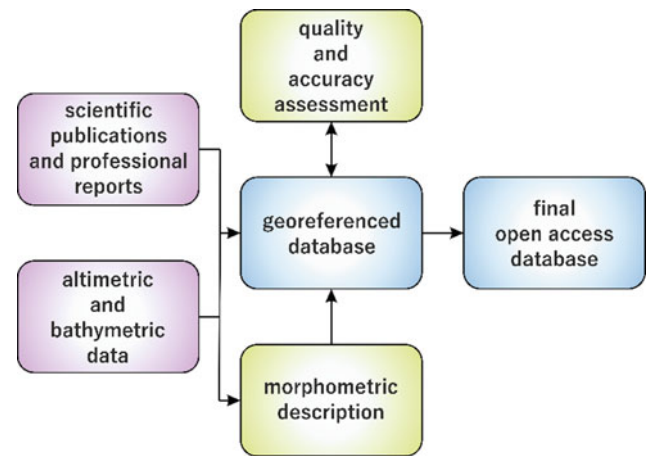 quality
and
accuracy
assessment
scientific
publications
and professional
reports
georeferenced
database
final
open access
database
altimetric
and
bathymetric
data
morphometric
description